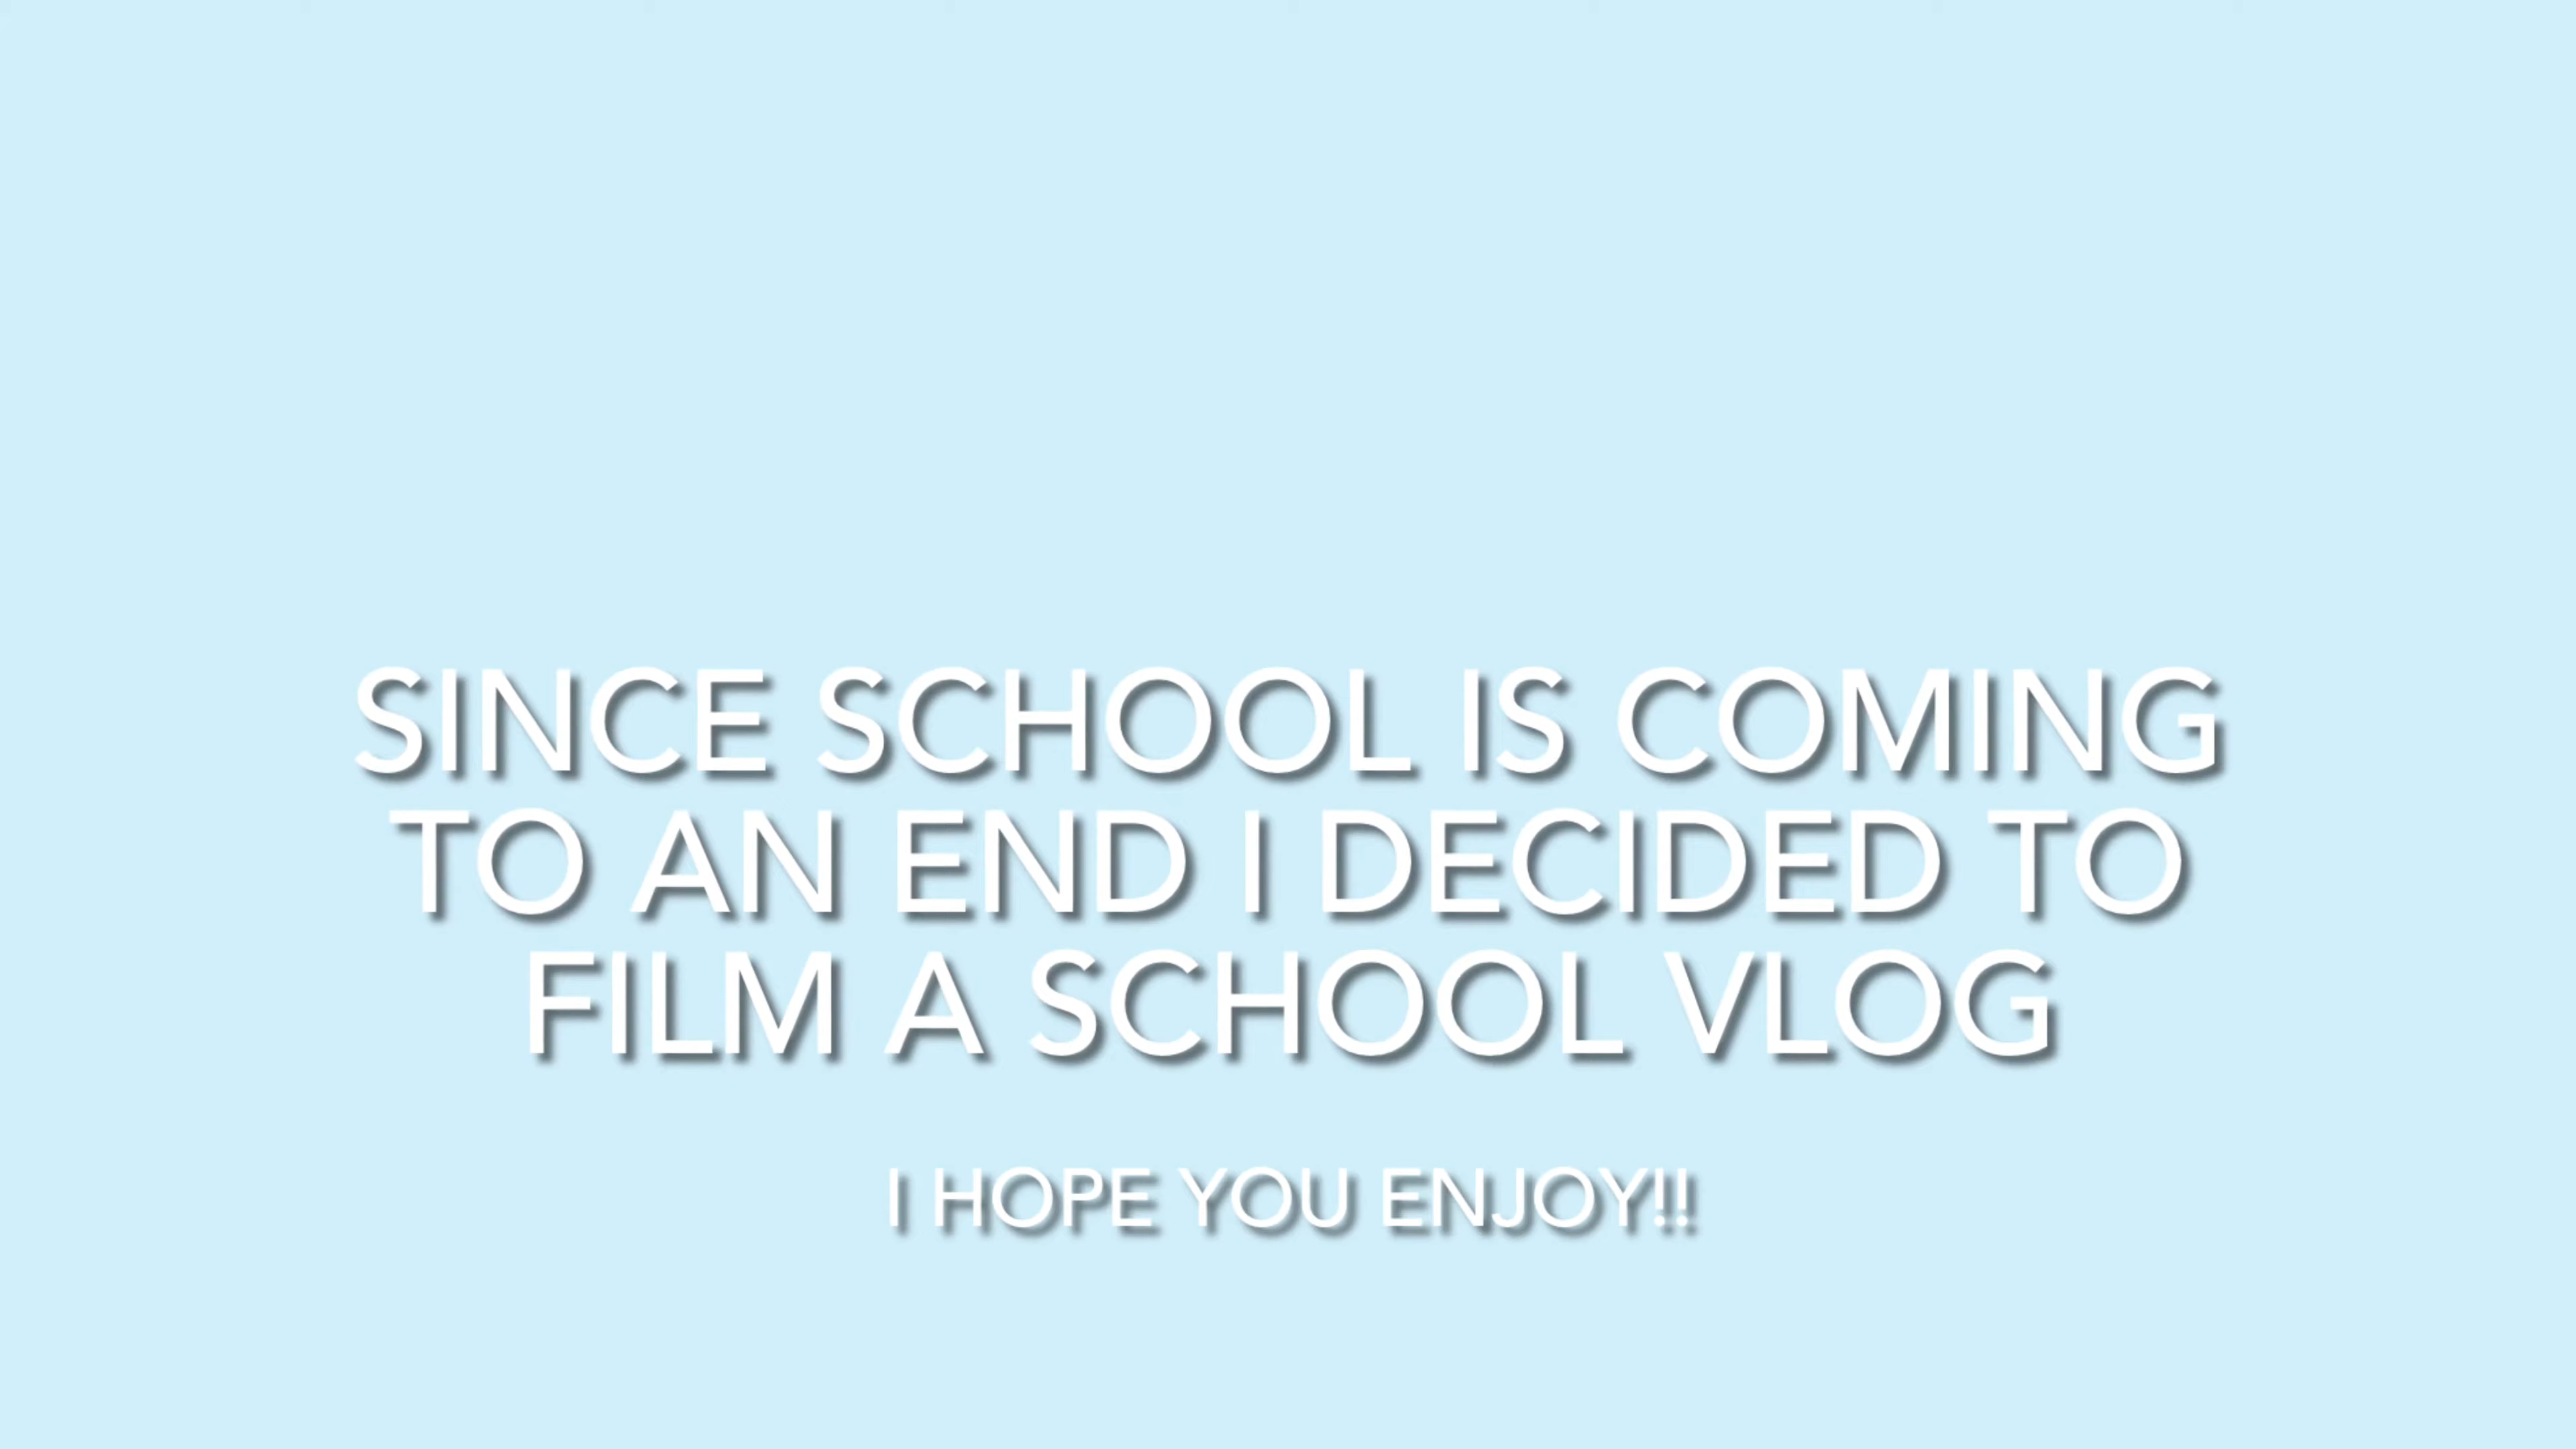 SINCE SCHOOL IS COMING
TO AN END I DECIDED TO
FILM A SCHOOL VLOG
I HOPE YOU ENJOY!!